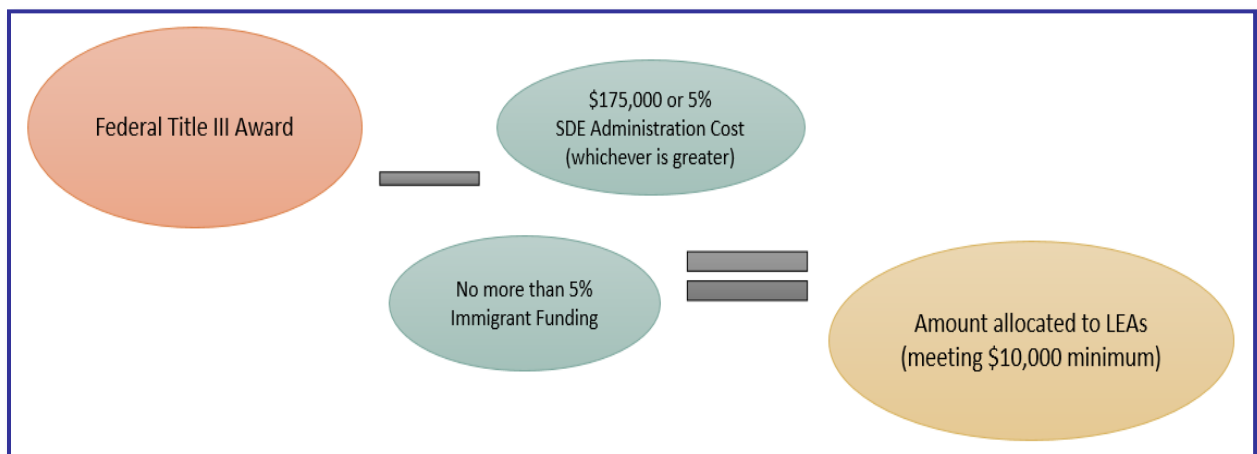 Federal Title III Award
$175,000 or 5%
SDE Administration Cost
(whichever is greater)
No more than 5%
Immigrant Funding
Amount allocated to LEAs
(meeting $10,000 minimum)